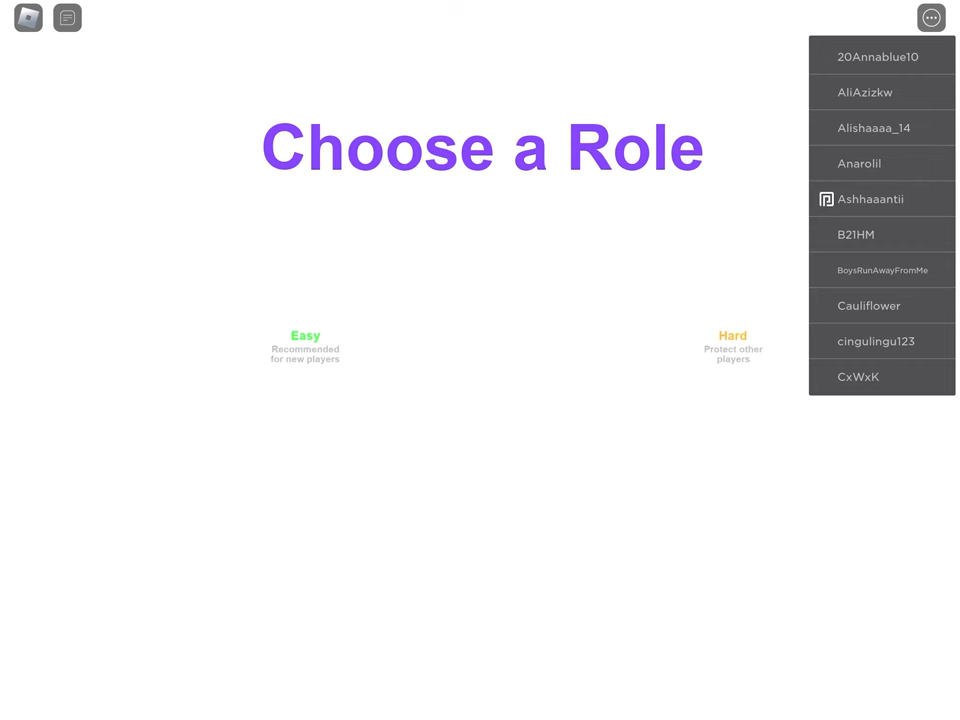 Choose a Role
Easy
Recommended
for new players
Hard
Protect other
players
20Annablue10
AliAzizkw
Alishaaaa_14
Anarolil
Ashhaaantii
B21HM
BoysRunAwayFromMe
Cauliflower
cingulingu123
CxWxK